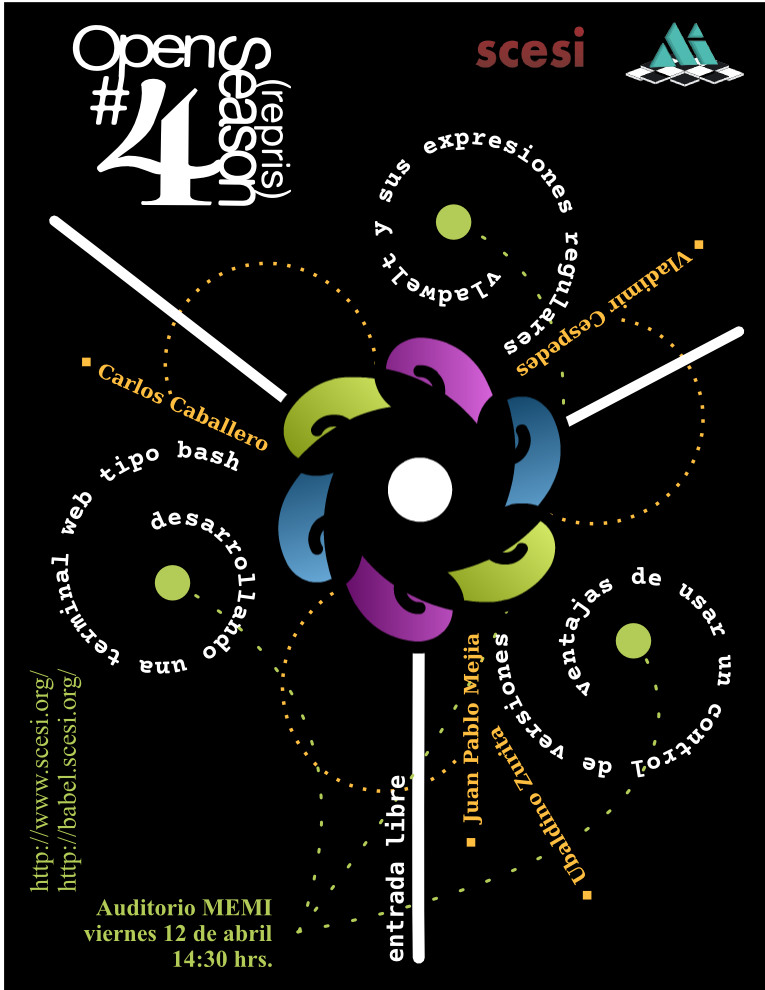 Open
Season
(repris)
#4
scesi
vladwelt y sus expresiones regulares
Vladimir Cespedes
Carlos Caballero
desarrollando una terminal web tipo bash
ventajas de usar un control de versiones
Juan Pablo Mejia
Ubaldino Zurita
entrada libre
http://www.scesi.org/
http://babel.scesi.org/
Auditorio MEMI
viernes 12 de abril
14:30 hrs.